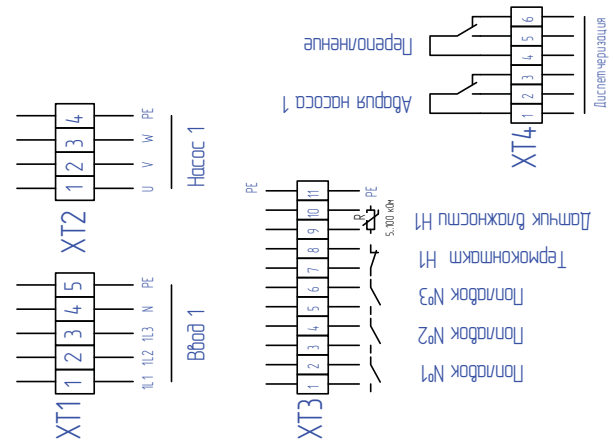 XT1
1
2
3
4
5
1L1
1L2
1L3
N
PE
Ввод 1
XT2
1
2
3
4
U
V
W
PE
Насос 1
XT3
1
2
3
4
5
6
7
8
9
10
11
PE
PE
R
5..100 кОм
Поплавок №1
Поплавок №2
Поплавок №3
Термоконтакт Н1
Датчик влажности Н1
XT4
1
2
3
4
5
6
Авария насоса 1
Переполнение
Диспетчеризация